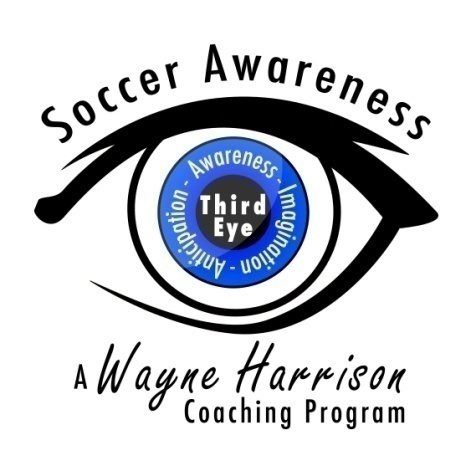 Soccer Awareness
Anticipation - Awareness - Imagination -
Third
Eye
A Wayne Harrison
Coaching Program